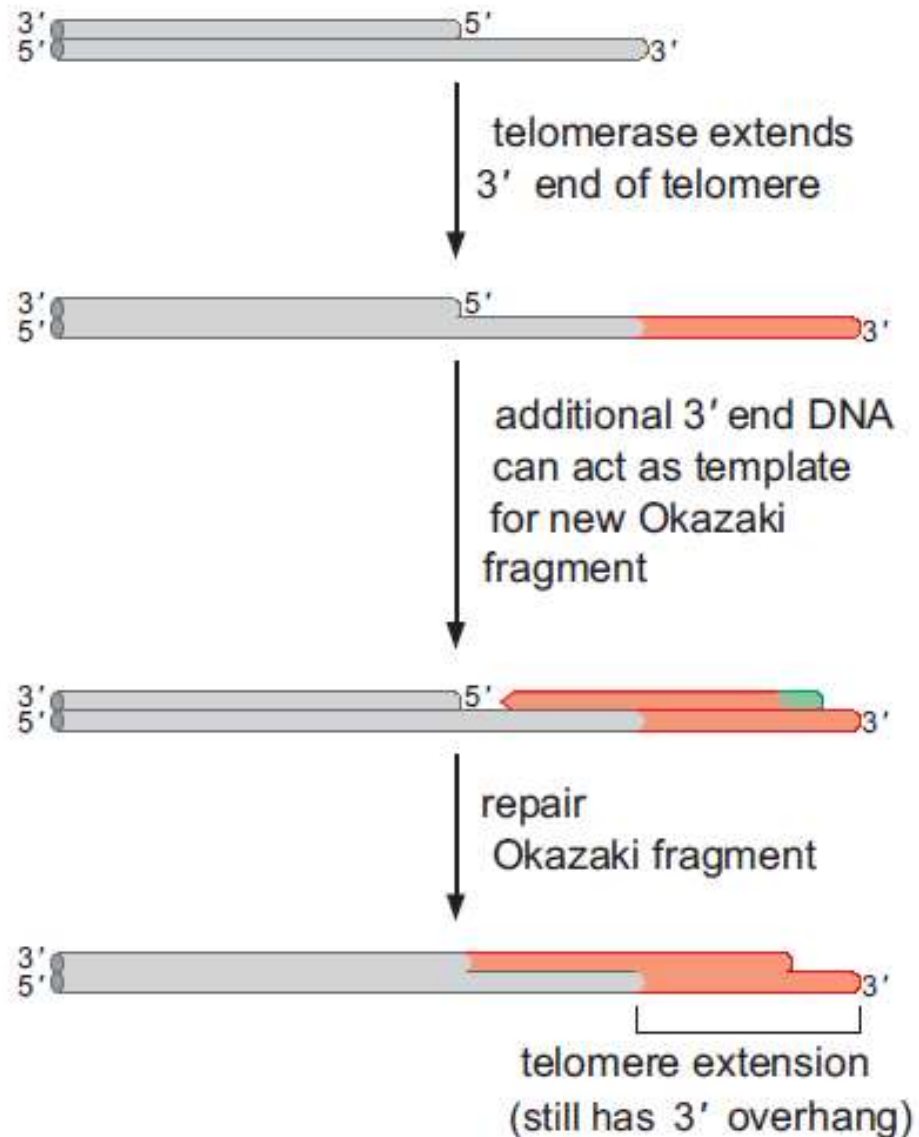 3′ 5′
5′ 3′
telomerase extends
3′ end of telomere
3′ 5′
5′ 3′
additional 3′ end DNA
can act as template
for new Okazaki
fragment
3′ 5′
5′ 3′
repair
Okazaki fragment
3′
5′ 3′
telomere extension
(still has 3′ overhang)